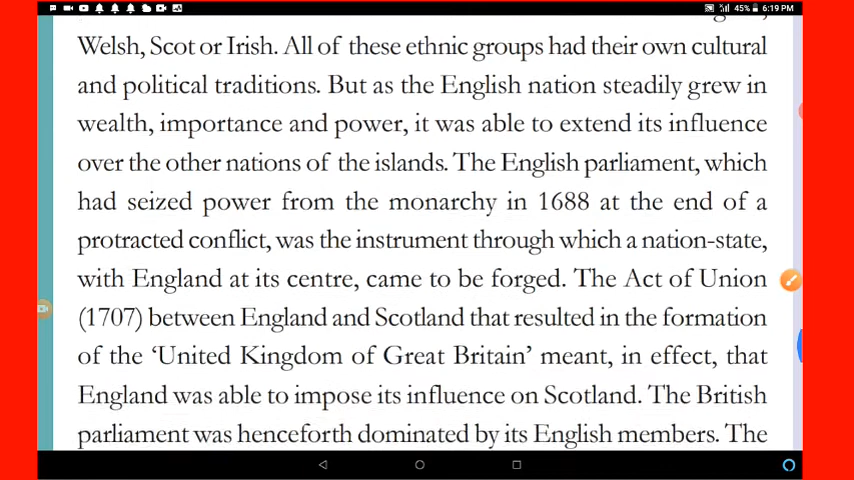 45% 6:19 PM
Welsh, Scot or Irish. All of these ethnic groups had their own cultural
and political traditions. But as the English nation steadily grew in
wealth, importance and power, it was able to extend its influence
over the other nations of the islands. The English parliament, which
had seized power from the monarchy in 1688 at the end of a
protracted conflict, was the instrument through which a nation-state,
with England at its centre, came to be forged. The Act of Union
(1707) between England and Scotland that resulted in the formation
of the ‘United Kingdom of Great Britain’ meant, in effect, that
England was able to impose its influence on Scotland. The British
parliament was henceforth dominated by its English members. The